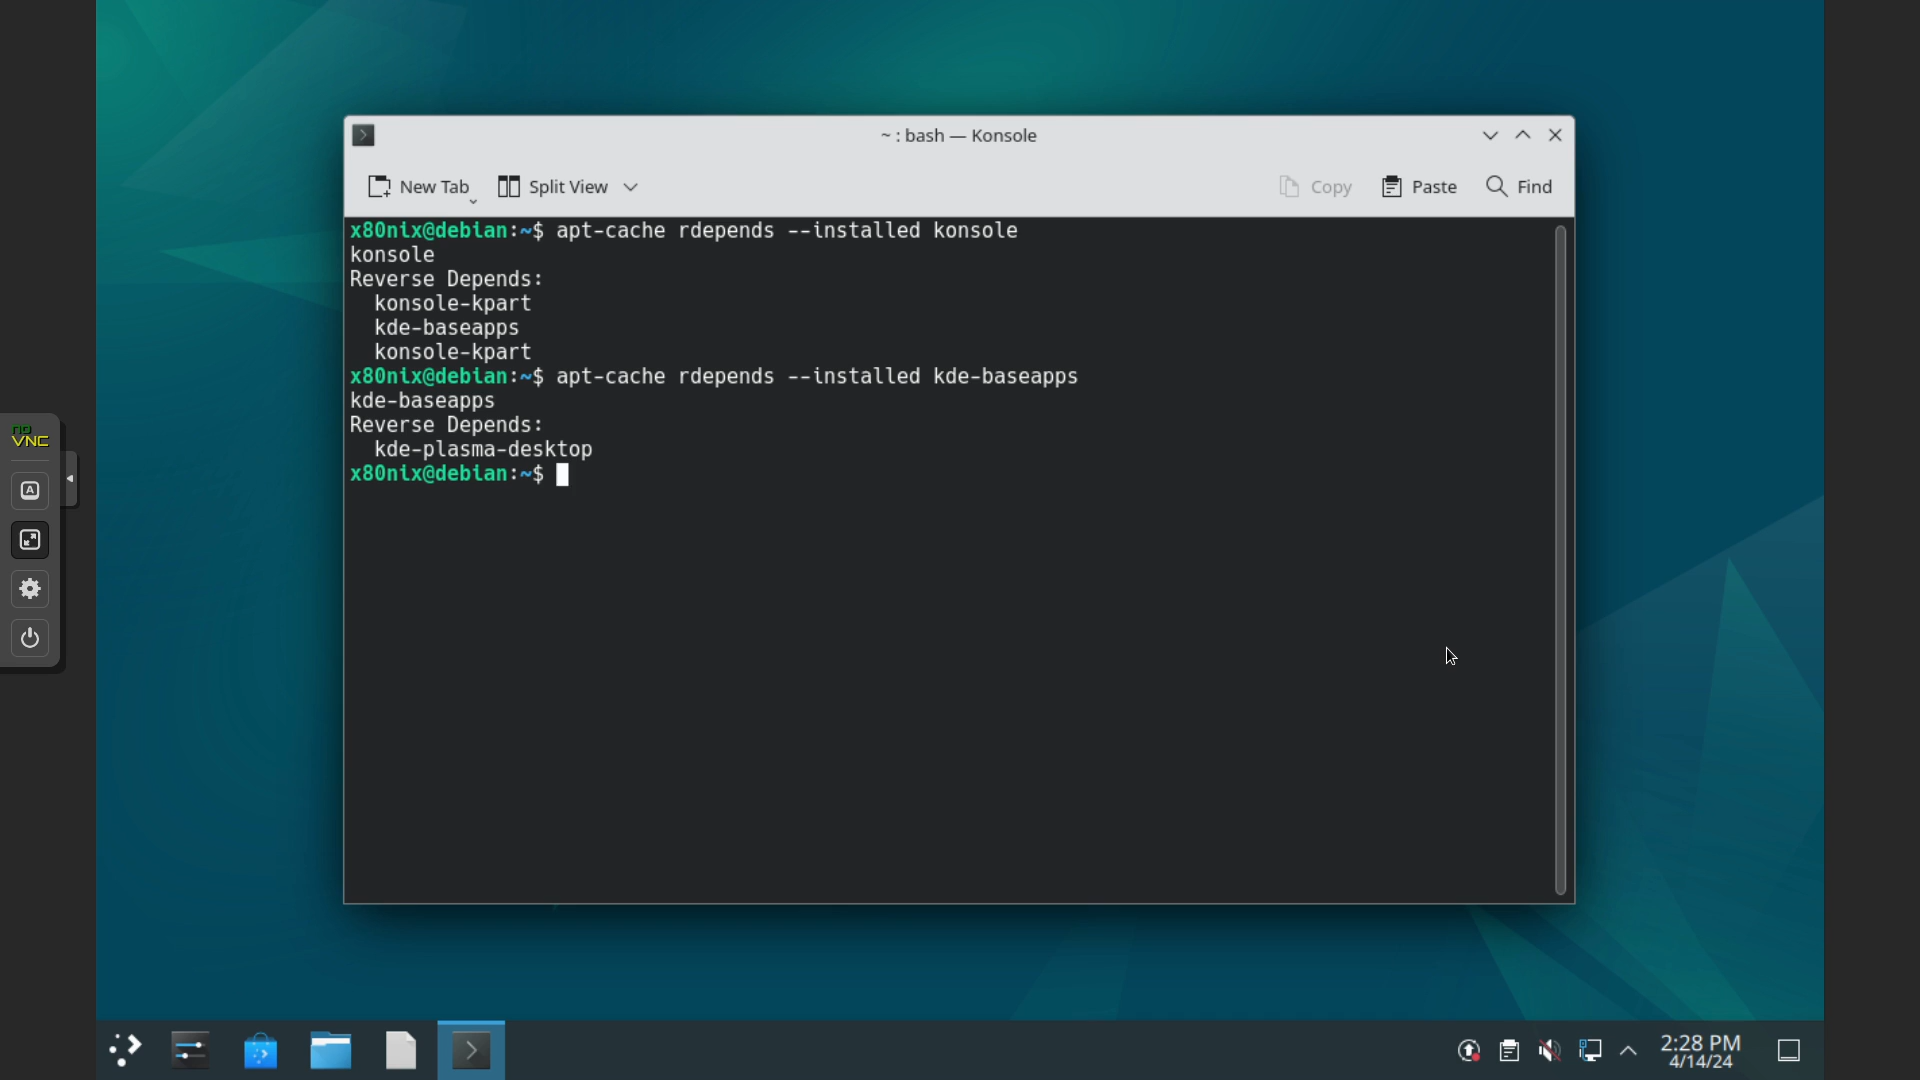 ~ : bash — Konsole
New Tab
Split View
Copy
Paste
Find
x80nix@debian:~$ apt-cache rdepends --installed konsole
konsole
Reverse Depends:
  konsole-kpart
  kde-baseapps
  konsole-kpart
x80nix@debian:~$ apt-cache rdepends --installed kde-baseapps
kde-baseapps
Reverse Depends:
  kde-plasma-desktop
x80nix@debian:~$
no
VNC
A
2:28 PM
4/14/24